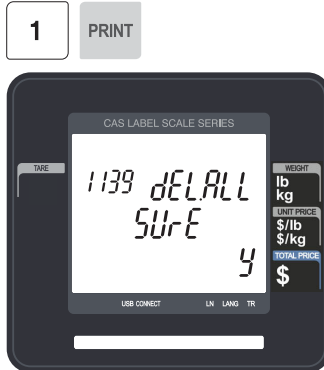 1 PRINT
CAS LABEL SCALE SERIES
TARE
1139 dEL.ALL
SUrE
y
WEIGHT
lb
kg
UNIT PRICE
$/lb
$/kg
TOTAL PRICE
$
USB CONNECT LN LANG TR